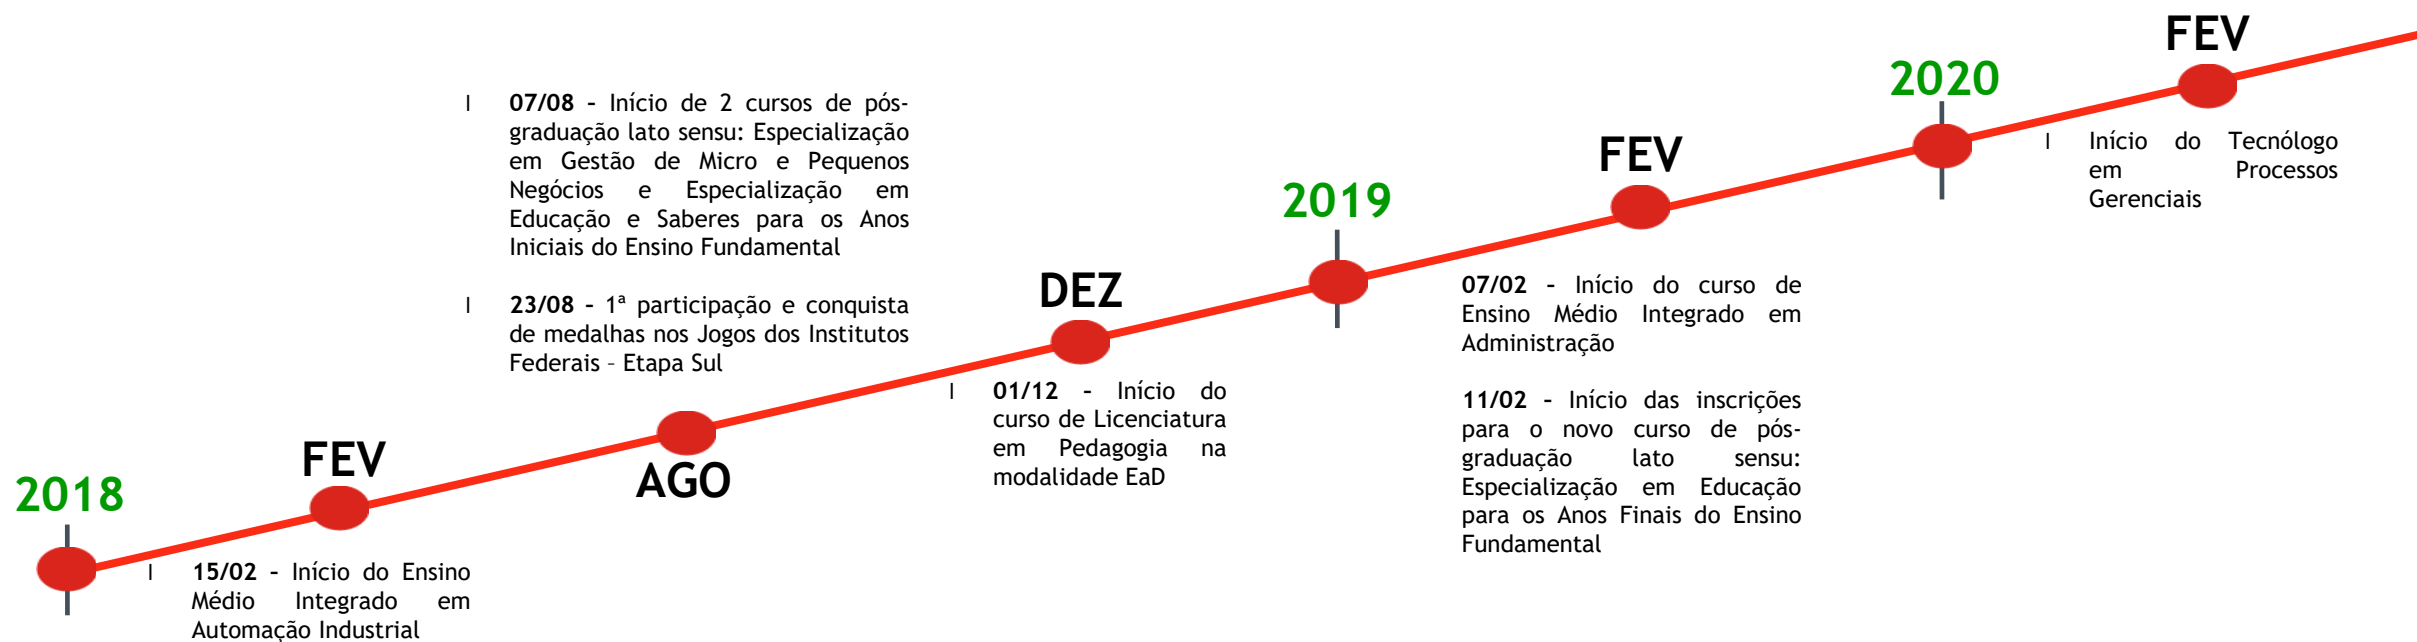 2018
FEV
l 15/02 – Início do Ensino
Médio Integrado em
Automação Industrial
l 07/08 – Início de 2 cursos de pós-
graduação lato sensu: Especialização
em Gestão de Micro e Pequenos
Negócios e Especialização em
Educação e Saberes para os Anos
Iniciais do Ensino Fundamental
l 23/08 – 1ª participação e conquista
de medalhas nos Jogos dos Institutos
Federais – Etapa Sul
AGO
DEZ
l 01/12 – Início do
curso de Licenciatura
em Pedagogia na
modalidade EaD
2019
FEV
07/02 – Início do curso de
Ensino Médio Integrado em
Administração
11/02 – Início das inscrições
para o novo curso de pós-
graduação lato sensu:
Especialização em Educação
para os Anos Finais do Ensino
Fundamental
2020
FEV
l Início do Tecnólogo
em Processos
Gerenciais